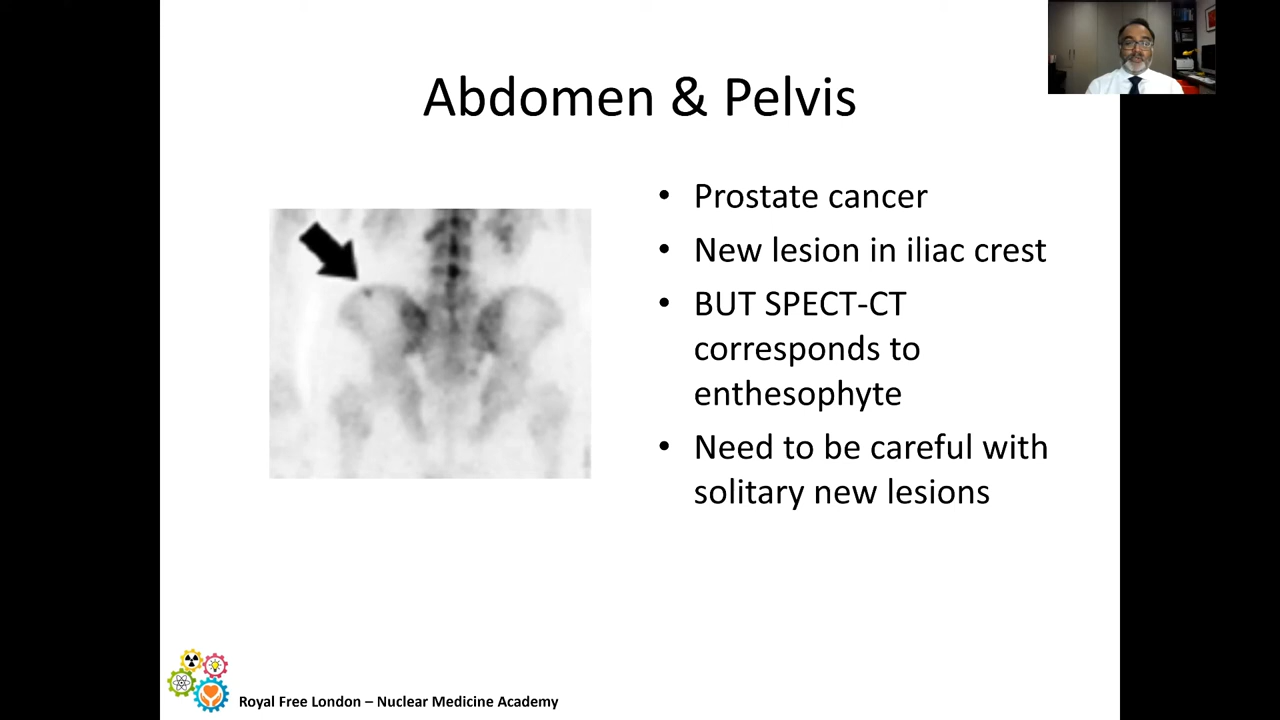 Abdomen & Pelvis
• Prostate cancer
• New lesion in iliac crest
• BUT SPECT-CT
corresponds to
enthesophyte
• Need to be careful with
solitary new lesions
Royal Free London – Nuclear Medicine Academy